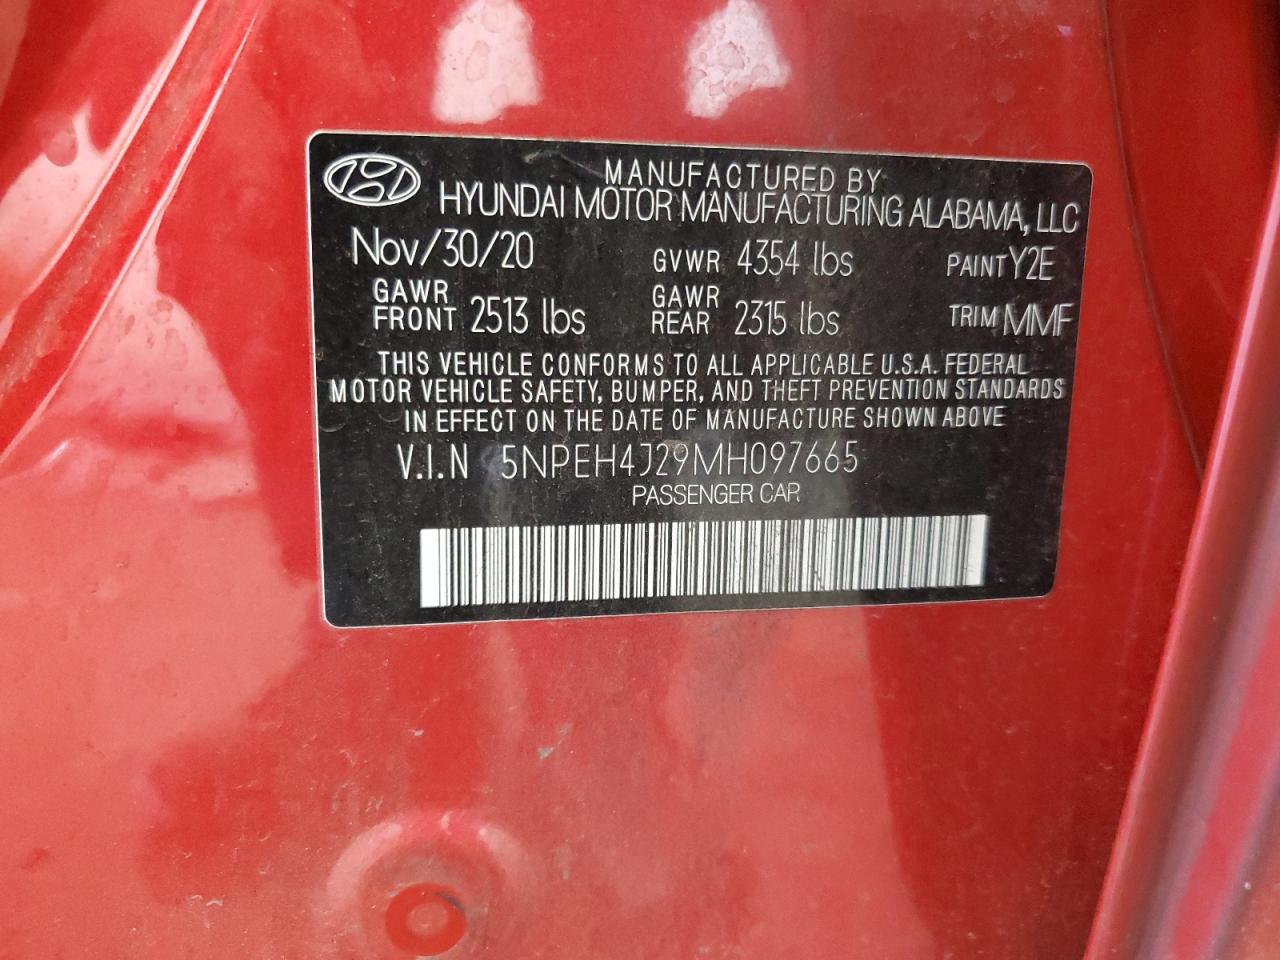 MANUFACTURED BY
HYUNDAI MOTOR MANUFACTURING ALABAMA, LLC
Nov/30/20 GVWR 4354 lbs PAINT Y2E
GAWR FRONT 2513 lbs GAWR REAR 2315 lbs TRIM MMF
THIS VEHICLE CONFORMS TO ALL APPLICABLE U.S.A. FEDERAL
MOTOR VEHICLE SAFETY, BUMPER, AND THEFT PREVENTION STANDARDS
IN EFFECT ON THE DATE OF MANUFACTURE SHOWN ABOVE
V.I.N 5NPEH4J29MH097665
PASSENGER CAR